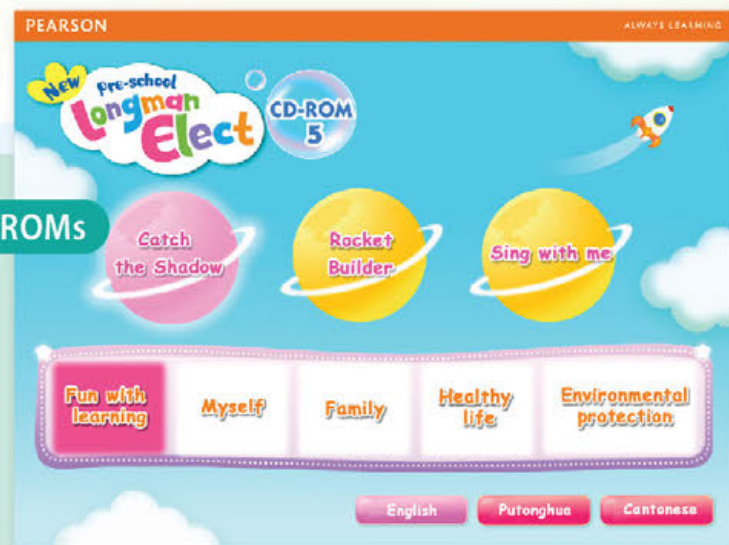 PEARSON
ALWAYS LEARNING
New
Pre-school
Longman
Elect
CD-ROM
5
ROMs
Catch
the Shadow
Rocket
Builder
Sing with me
Fun with
learning
Myself
Family
Healthy
life
Environmental
protection
English
Putonghua
Cantonese